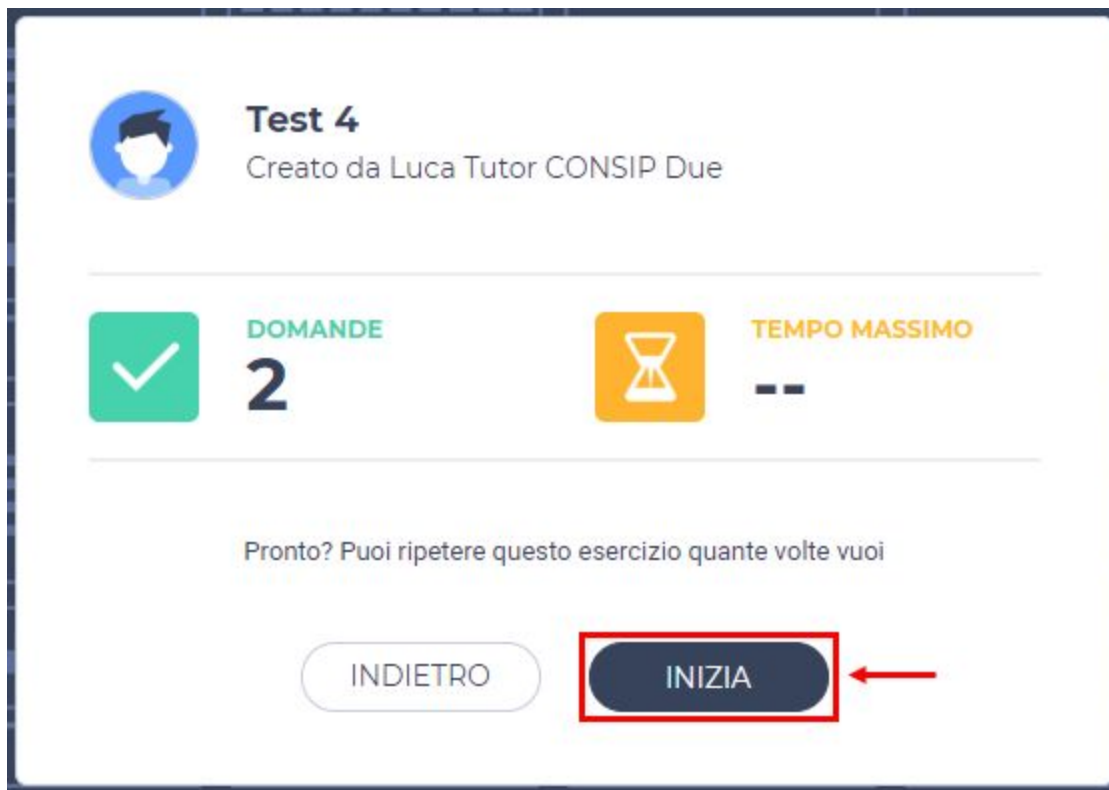 Test 4
Creato da Luca Tutor CONSIP Due
DOMANDE
2
TEMPO MASSIMO
--
Pronto? Puoi ripetere questo esercizio quante volte vuoi
INDIETRO
INIZIA